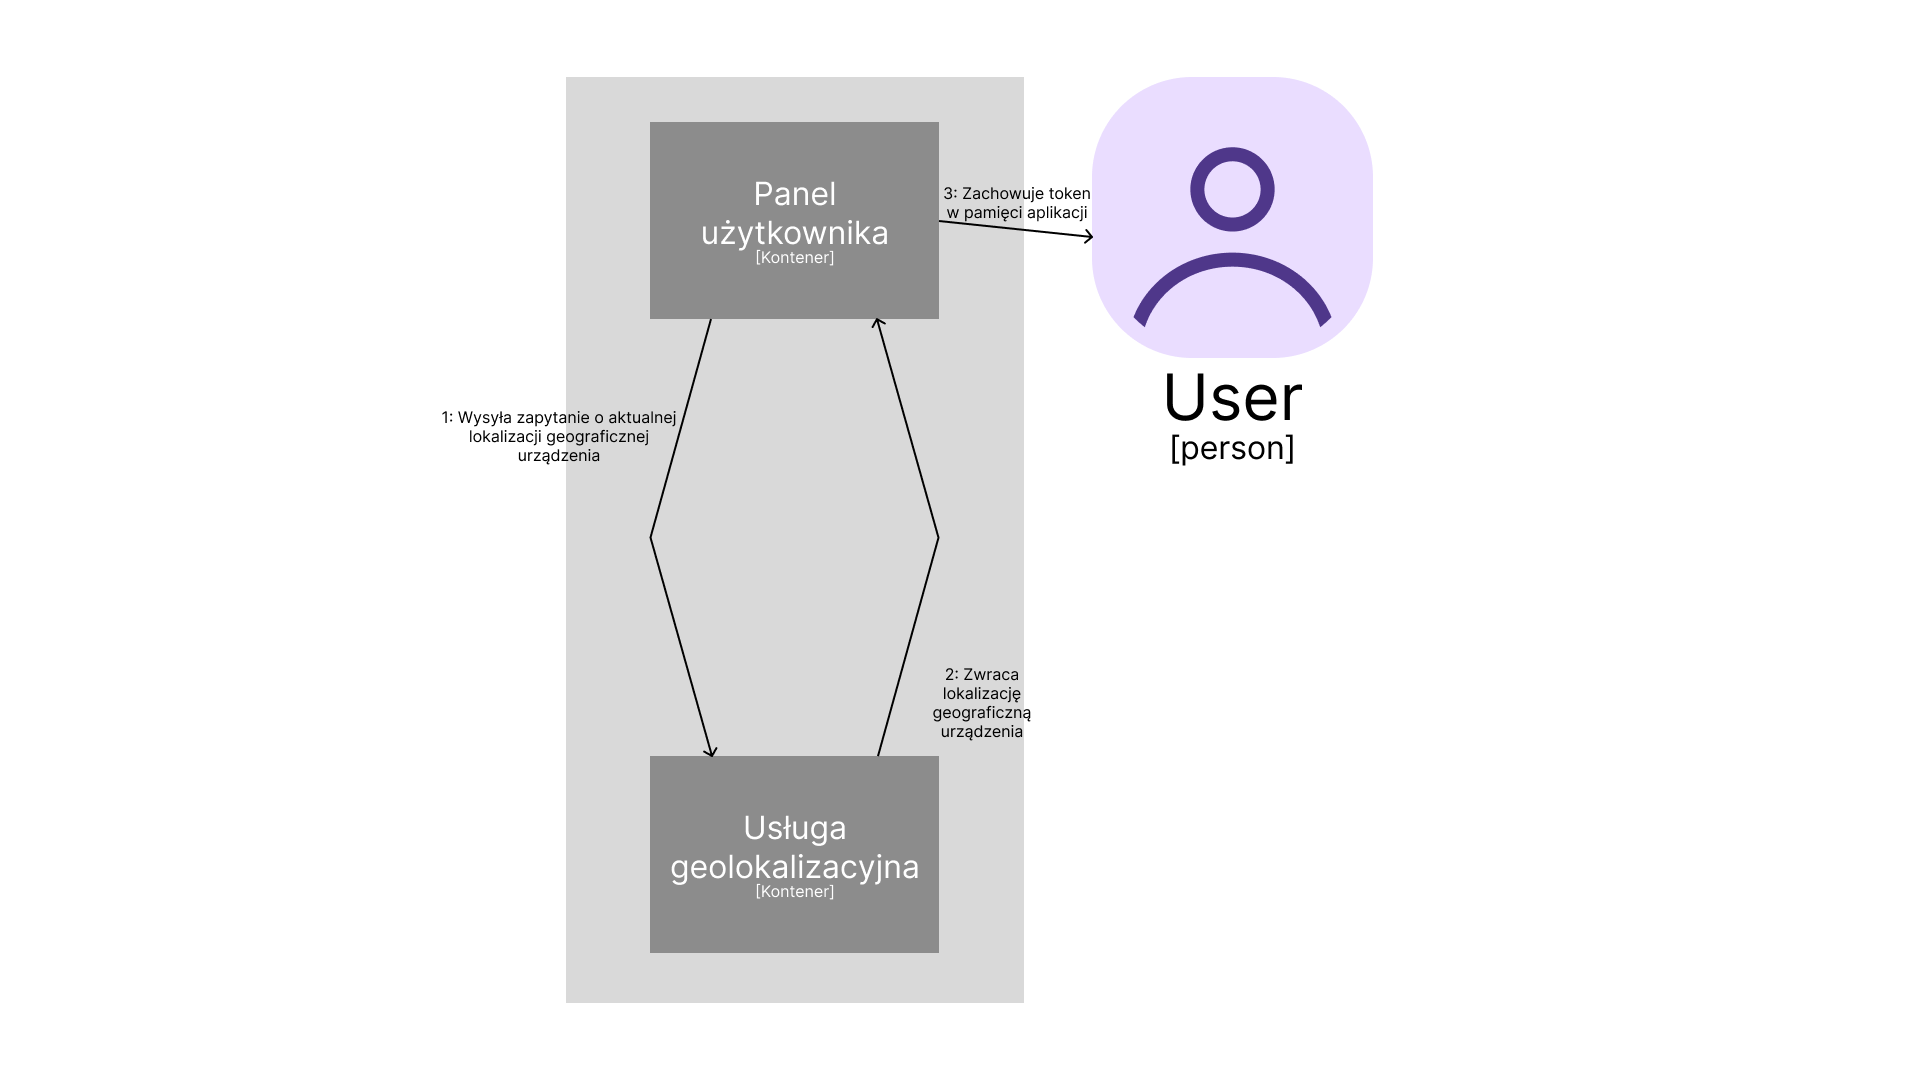 Panel
użytkownika
[Kontener]
3: Zachowuje token
w pamięci aplikacji
User
[person]
1: Wysyła zapytanie o aktualnej
lokalizacji geograficznej
urządzenia
2: Zwraca
lokalizację
geograficzną
urządzenia
Usługa
geolokalizacyjna
[Kontener]